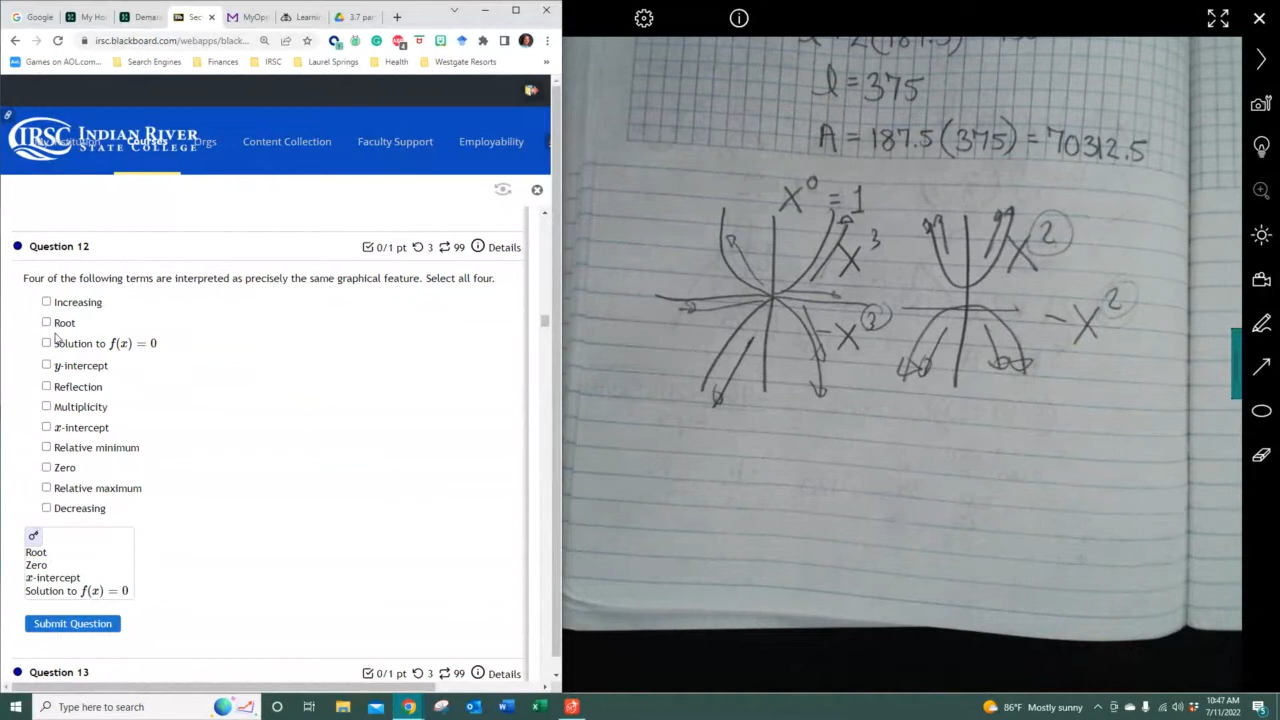 Google
My Ho
Dema
Sec
MyOp
Learni
3.7 par
irsc.blackboard.com/webapps/black...
Games on AOL.com...
Search Engines
Finances
IRSC
Laurel Springs
Health
Westgate Resorts
IRSC INDIAN RIVER
STATE COLLEGE
Courses
Orgs
Content Collection
Faculty Support
Employability
Question 12
0/1 pt 3 99 Details
Four of the following terms are interpreted as precisely the same graphical feature. Select all four.
Increasing
Root
Solution to f(x) = 0
y-intercept
Reflection
Multiplicity
x-intercept
Relative minimum
Zero
Relative maximum
Decreasing
Root
Zero
x-intercept
Solution to f(x) = 0
Submit Question
Question 13
0/1 pt 3 99 Details
l = 375
A = 187.5(375) = 70312.5
x⁰ = 1
x³
x²
-x³
-x²
Type here to search
86°F Mostly sunny
10:47 AM
7/11/2022